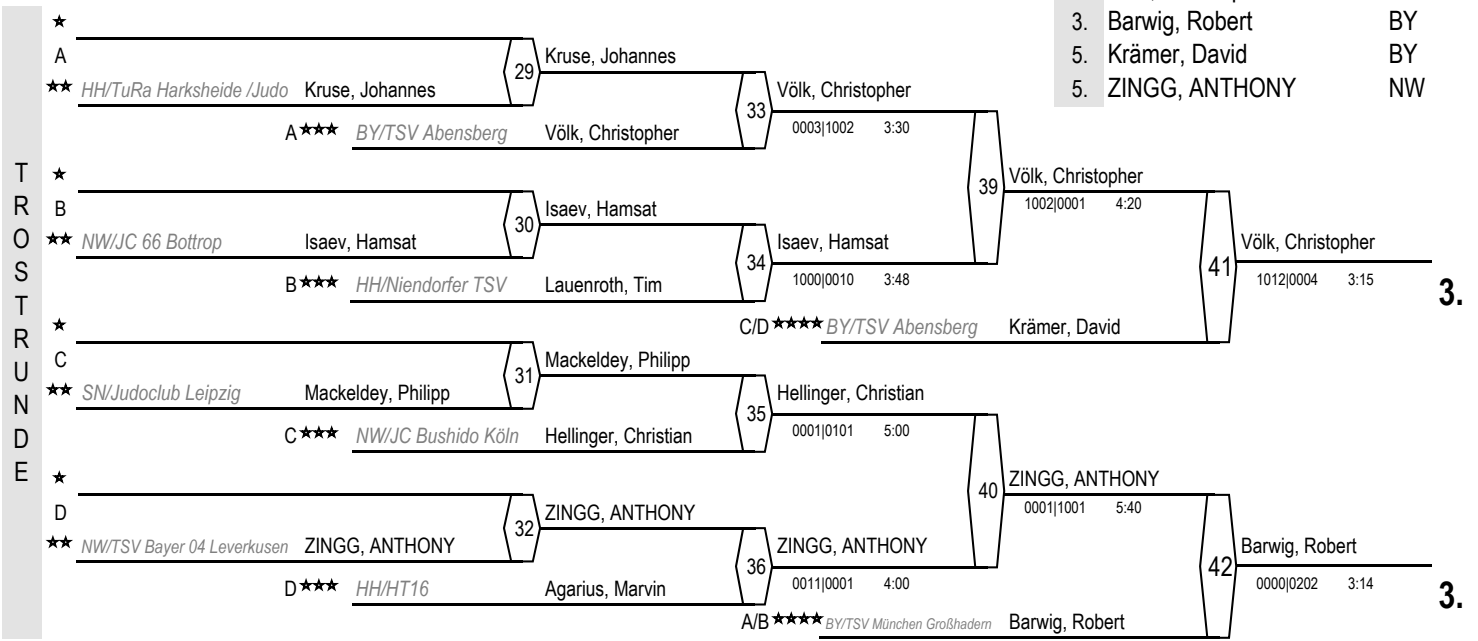 3. Barwig, Robert BY
5. Krämer, David BY
5. ZINGG, ANTHONY NW
TROSTRUNDE
A
29 Kruse, Johannes
HH/TuRa Harksheide /Judo Kruse, Johannes
33 Völk, Christopher
0003|1002 3:30
A BY/TSV Abensberg Völk, Christopher
39 Völk, Christopher
1002|0001 4:20
B
30 Isaev, Hamsat
NW/JC 66 Bottrop Isaev, Hamsat
34 Isaev, Hamsat
1000|0010 3:48
B HH/Niendorfer TSV Lauenroth, Tim
41 Völk, Christopher
1012|0004 3:15
3.
C/D BY/TSV Abensberg Krämer, David
C
31 Mackeldey, Philipp
SN/Judoclub Leipzig Mackeldey, Philipp
35 Hellinger, Christian
0001|0101 5:00
C NW/JC Bushido Köln Hellinger, Christian
40 ZINGG, ANTHONY
0001|1001 5:40
D
32 ZINGG, ANTHONY
NW/TSV Bayer 04 Leverkusen ZINGG, ANTHONY
36 ZINGG, ANTHONY
0011|0001 4:00
D HH/HT16 Agarius, Marvin
42 Barwig, Robert
0000|0202 3:14
3.
A/B BY/TSV München Großhadern Barwig, Robert